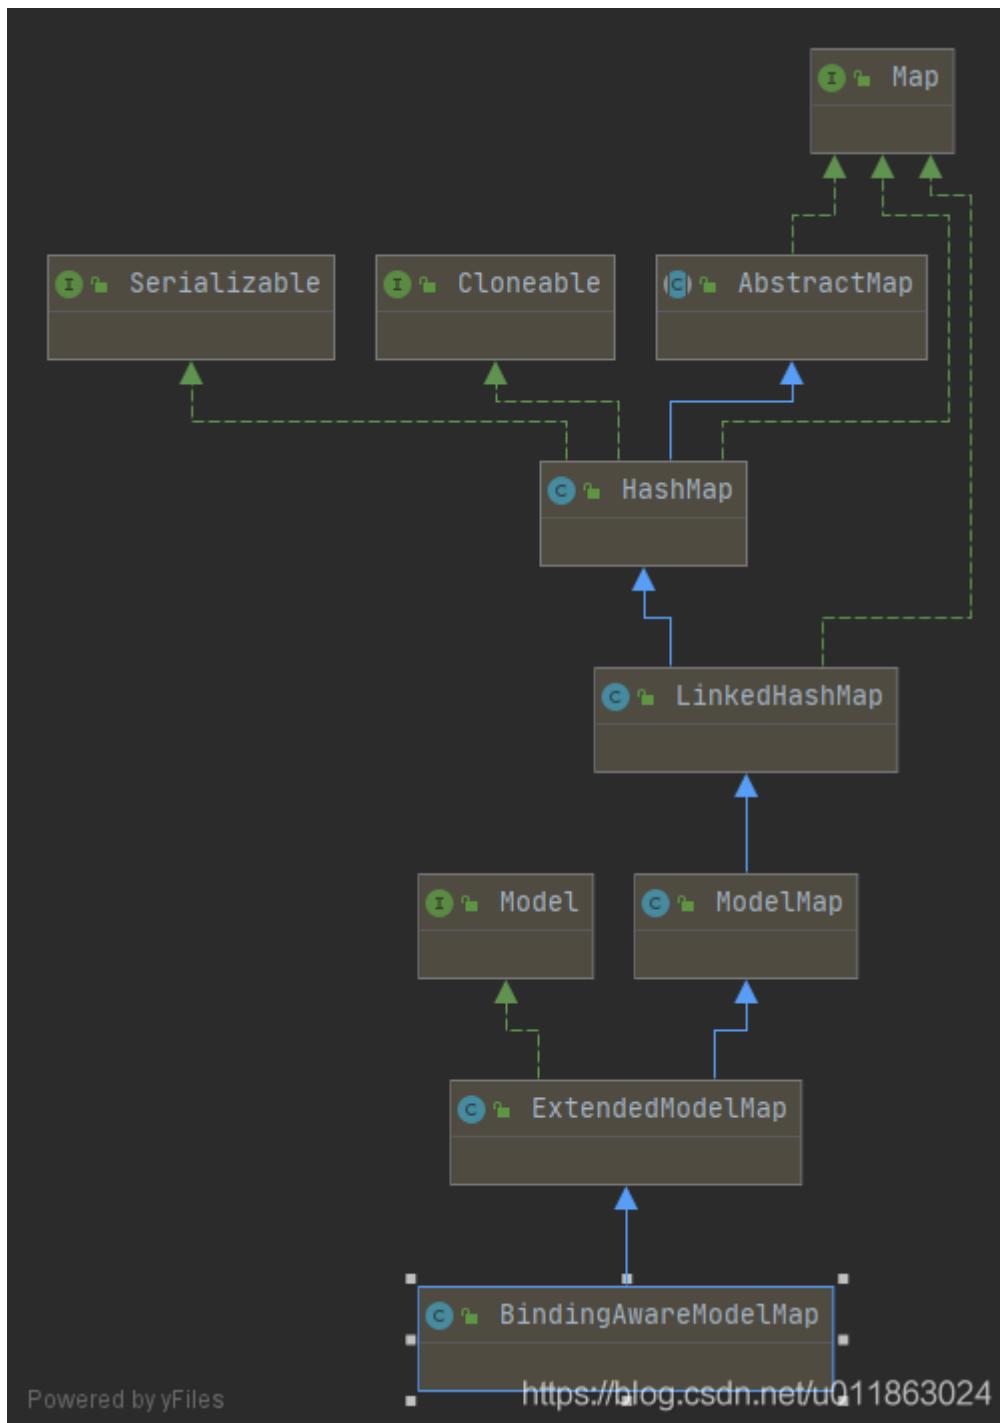 Map
Serializable
Cloneable
AbstractMap
HashMap
LinkedHashMap
Model
ModelMap
ExtendedModelMap
BindingAwareModelMap
Powered by yFiles
https://blog.csdn.net/u011863024